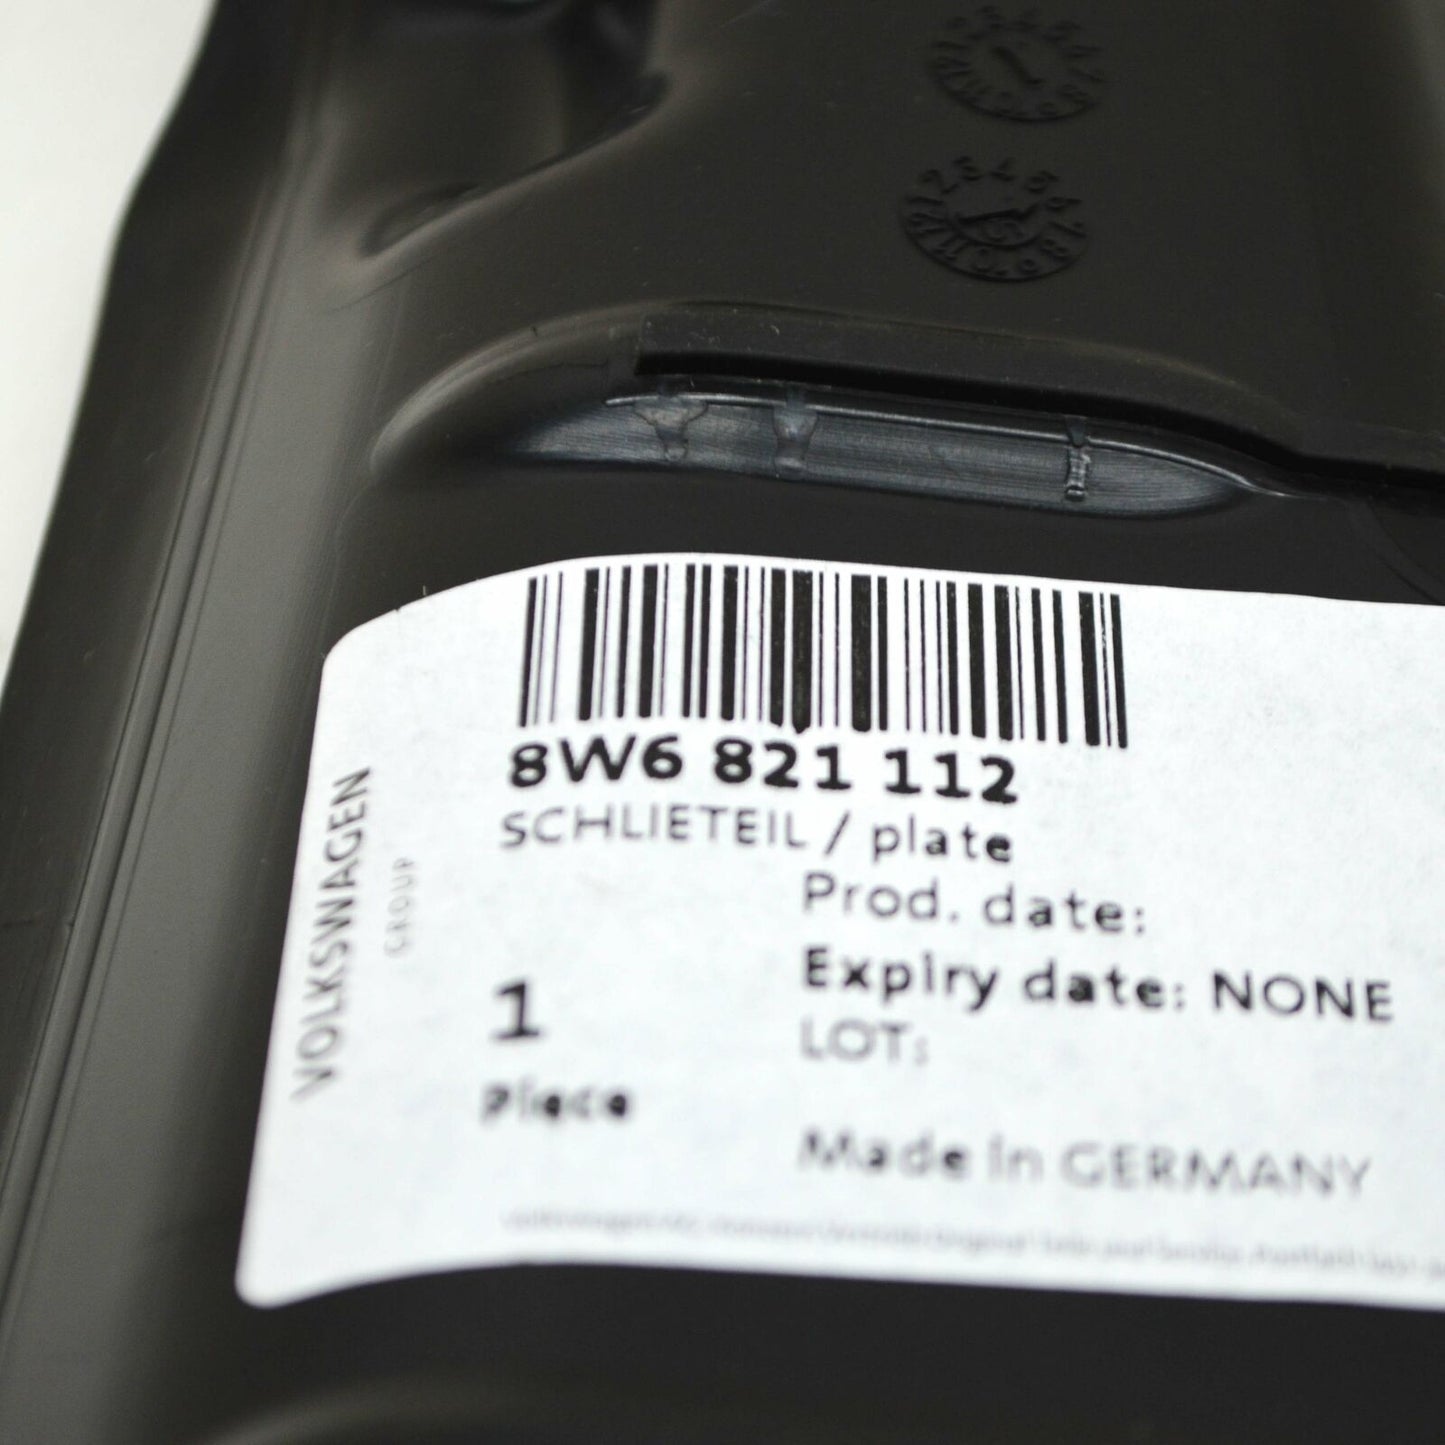 8W6 821 112
SCHLIETEIL / plate
Prod. date:
Expiry date: NONE
LOT:
1
Piece
Made in GERMANY
VOLKSWAGEN
GROUP